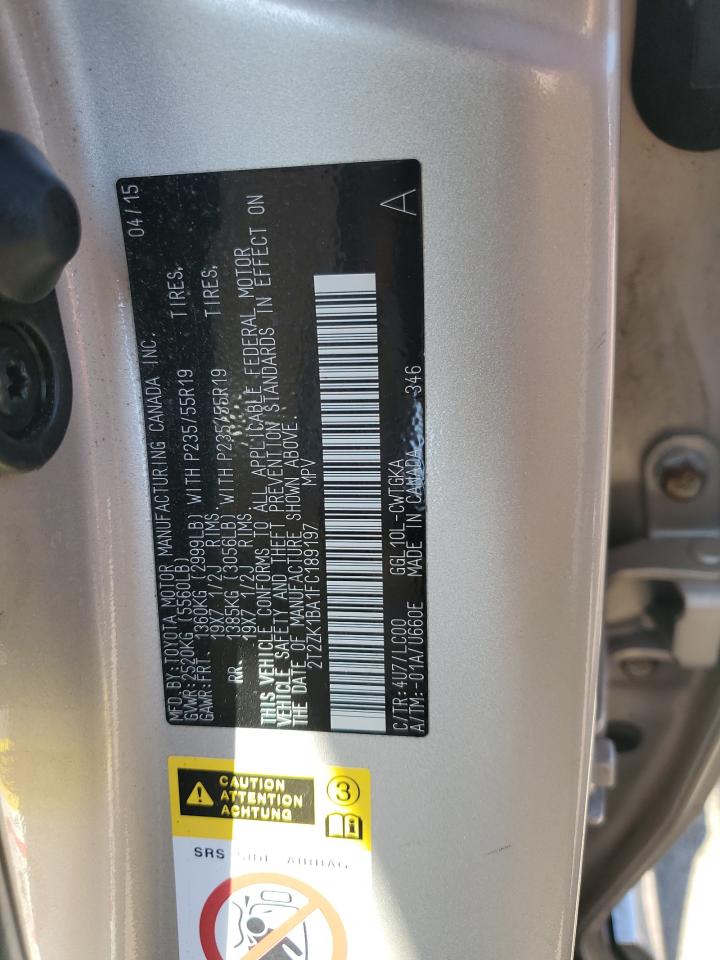 MFD.BY:TOYOTA MOTOR MANUFACTURING CANADA INC. 04/15
GVWR:2520KG (5560LB)
GAWR:FRT. 1360KG (2999LB) WITH P235/55R19 TIRES,
19X7 1/2J RIMS,
RR. 1385KG (3056LB) WITH P235/55R19 TIRES,
19X7 1/2J RIMS,
THIS VEHICLE CONFORMS TO ALL APPLICABLE FEDERAL MOTOR
VEHICLE SAFETY AND THEFT PREVENTION STANDARDS IN EFFECT ON
THE DATE OF MANUFACTURE SHOWN ABOVE.
2T2ZK1BA1FC189197 MPV
A
C/TR:4U7/LC00 GGL10L-CWTGKA
A/TM:-01A/U660E MADE IN CANADA 346
CAUTION
ATTENTION
ACHTUNG
3
SRS SIDE AIRBAG